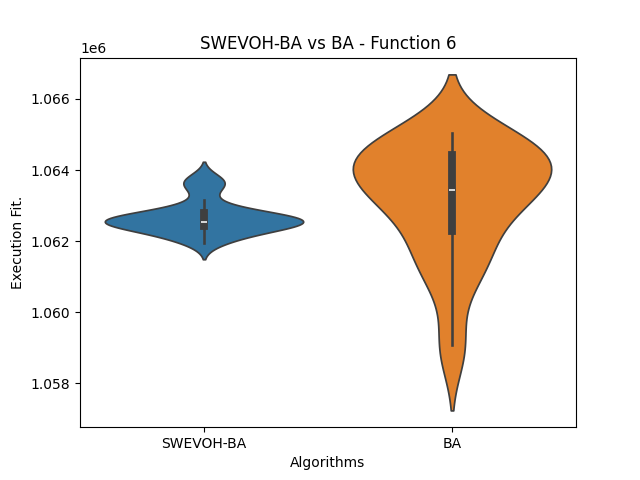 SWEVOH-BA vs BA - Function 6
1e6
1.066
1.064
1.062
1.060
1.058
Execution Fit.
SWEVOH-BA
BA
Algorithms